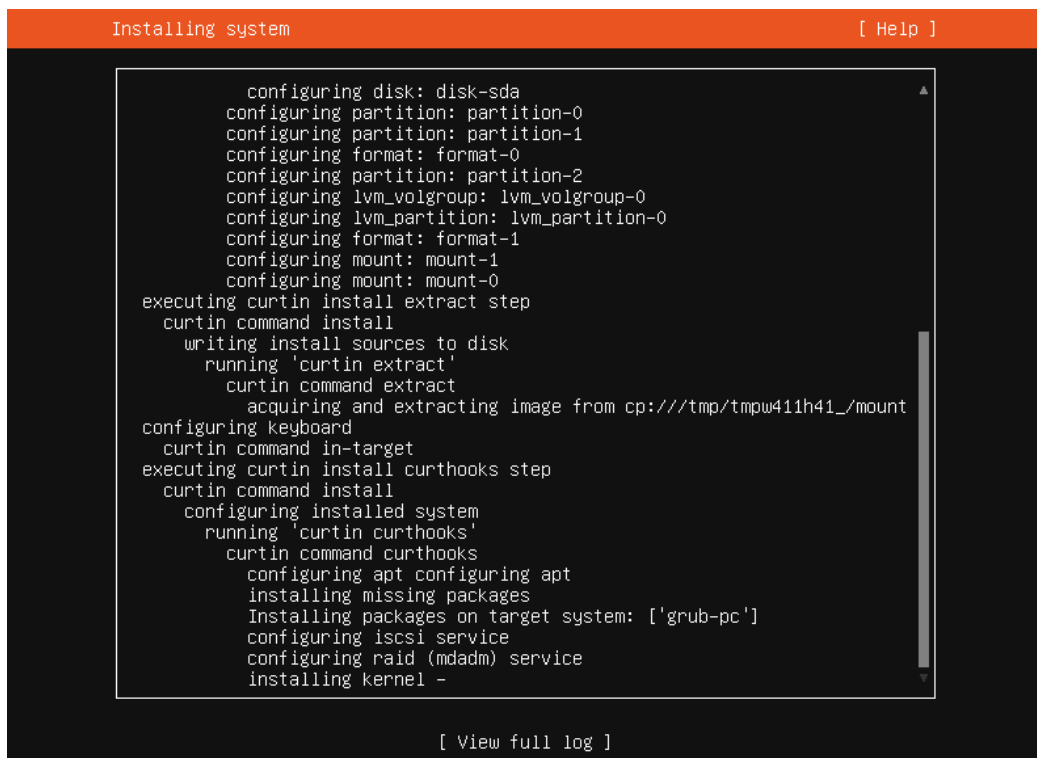 Installing system [ Help ]
configuring disk: disk-sda
configuring partition: partition-0
configuring partition: partition-1
configuring format: format-0
configuring partition: partition-2
configuring lvm_volgroup: lvm_volgroup-0
configuring lvm_partition: lvm_partition-0
configuring format: format-1
configuring mount: mount-1
configuring mount: mount-0
executing curtin install extract step
curtin command install
writing install sources to disk
running 'curtin extract'
curtin command extract
acquiring and extracting image from cp:///tmp/tmpw411h41_/mount
configuring keyboard
curtin command in-target
executing curtin install curthooks step
curtin command install
configuring installed system
running 'curtin curthooks'
curtin command curthooks
configuring apt configuring apt
installing missing packages
Installing packages on target system: ['grub-pc']
configuring iscsi service
configuring raid (mdadm) service
installing kernel -
[ View full log ]